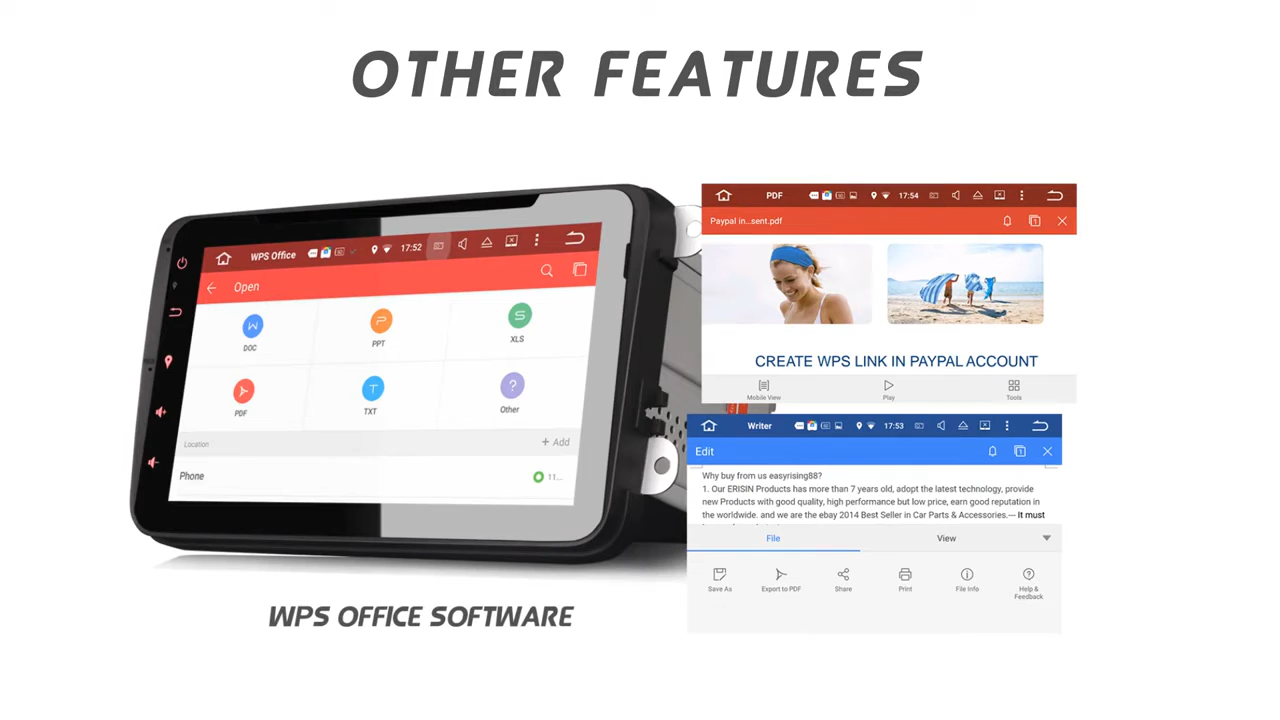 OTHER FEATURES
WPS Office
17:52
Open
DOC
PPT
XLS
PDF
TXT
Other
Location
+ Add
Phone
11...
WPS OFFICE SOFTWARE
PDF
17:54
Paypal in...sent.pdf
1
CREATE WPS LINK IN PAYPAL ACCOUNT
Mobile View
Play
Tools
Writer
17:53
Edit
1
Why buy from us easyrising88?
1. Our ERISIN Products has more than 7 years old, adopt the latest technology, provide
new Products with good quality, high performance but low price, earn good reputation in
the worldwide. and we are the ebay 2014 Best Seller in Car Parts & Accessories.--- It must
File
View
Save As
Export to PDF
Share
Print
File Info
Help &
Feedback